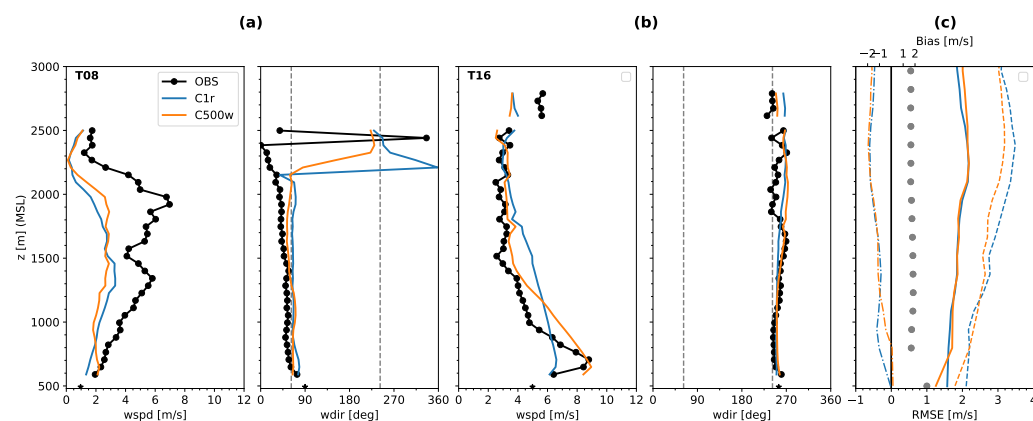 (a)
(b)
(c)
Bias [m/s]
−2 −1 1 2
T08
OBS
C1r
C500w
T16
3000
2500
2000
1500
1000
500
z [m] (MSL)
0 2 4 6 8 10 12
0 90 180 270 360
0 2 4 6 8 10 12
0 90 180 270 360
−1 0 1 2 3 4
wspd [m/s]
wdir [deg]
wspd [m/s]
wdir [deg]
RMSE [m/s]